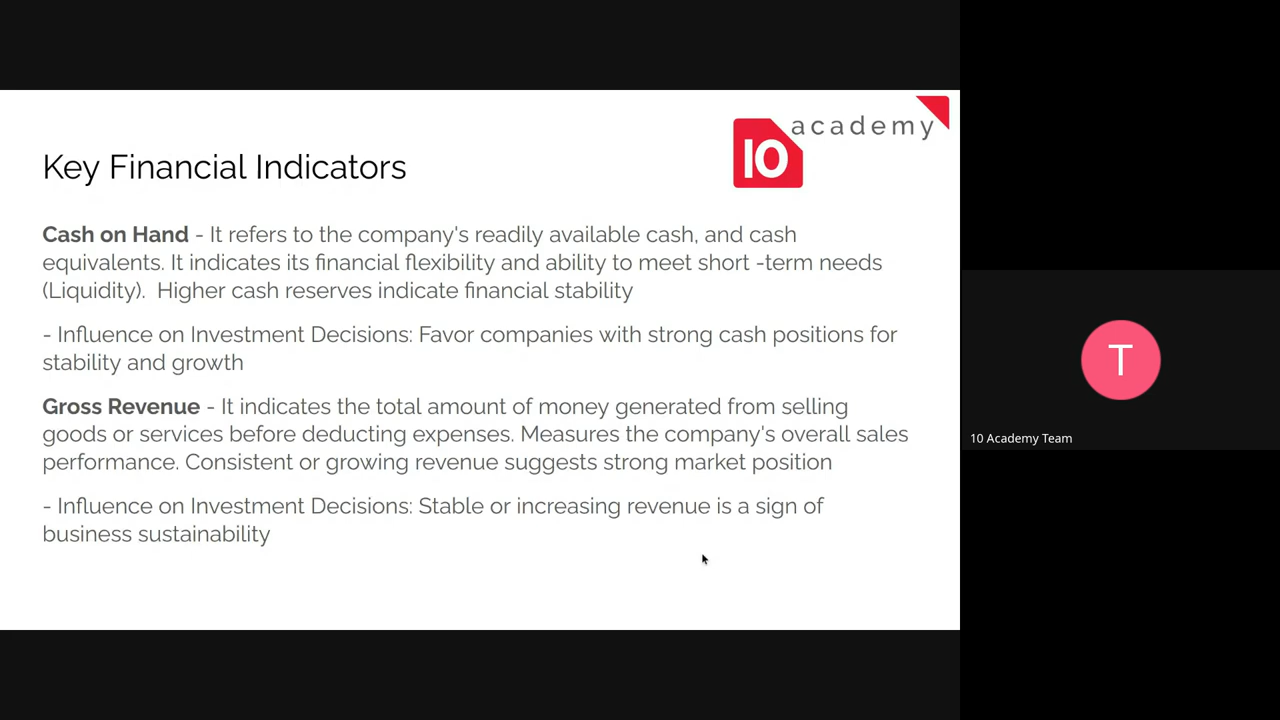 academy
10
Key Financial Indicators
Cash on Hand - It refers to the company's readily available cash, and cash
equivalents. It indicates its financial flexibility and ability to meet short -term needs
(Liquidity).  Higher cash reserves indicate financial stability
- Influence on Investment Decisions: Favor companies with strong cash positions for
stability and growth
Gross Revenue - It indicates the total amount of money generated from selling
goods or services before deducting expenses. Measures the company's overall sales
performance. Consistent or growing revenue suggests strong market position
- Influence on Investment Decisions: Stable or increasing revenue is a sign of
business sustainability
T
10 Academy Team